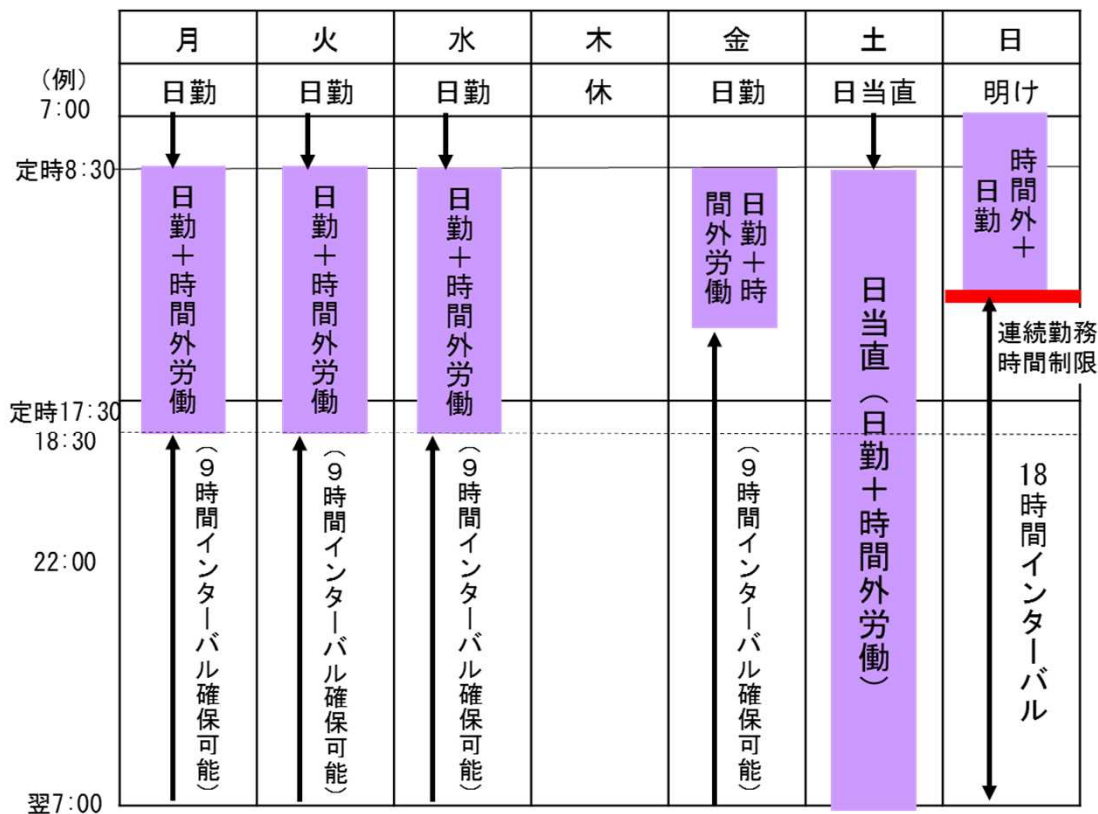 月 火 水 木 金 土 日
(例)
7:00
日勤 日勤 日勤 休 日勤 日当直 明け
定時8:30
日勤＋時間外労働
日勤＋時間外労働
日勤＋時間外労働
日勤＋時
間外労働
日当直（日勤＋時間外労働）
時間外＋
日勤
連続勤務
時間制限
定時17:30
18:30
22:00
翌7:00
（９時間インターバル確保可能）
（９時間インターバル確保可能）
（９時間インターバル確保可能）
（９時間インターバル確保可能）
18時間インターバル